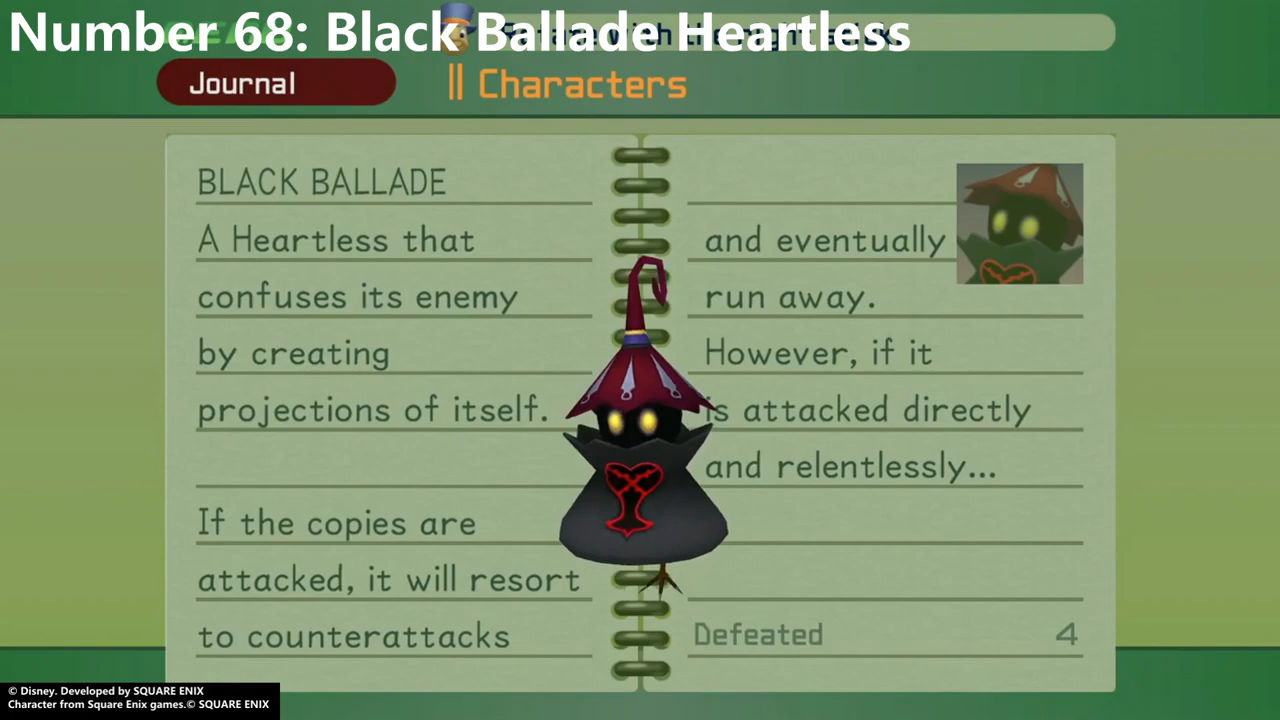 Number 68: Black Ballade Heartless
Journal
Characters
BLACK BALLADE
A Heartless that
confuses its enemy
by creating
projections of itself.
If the copies are
attacked, it will resort
to counterattacks
and eventually
run away.
However, if it
is attacked directly
and relentlessly...
Defeated 4
© Disney. Developed by SQUARE ENIX
Character from Square Enix games.© SQUARE ENIX